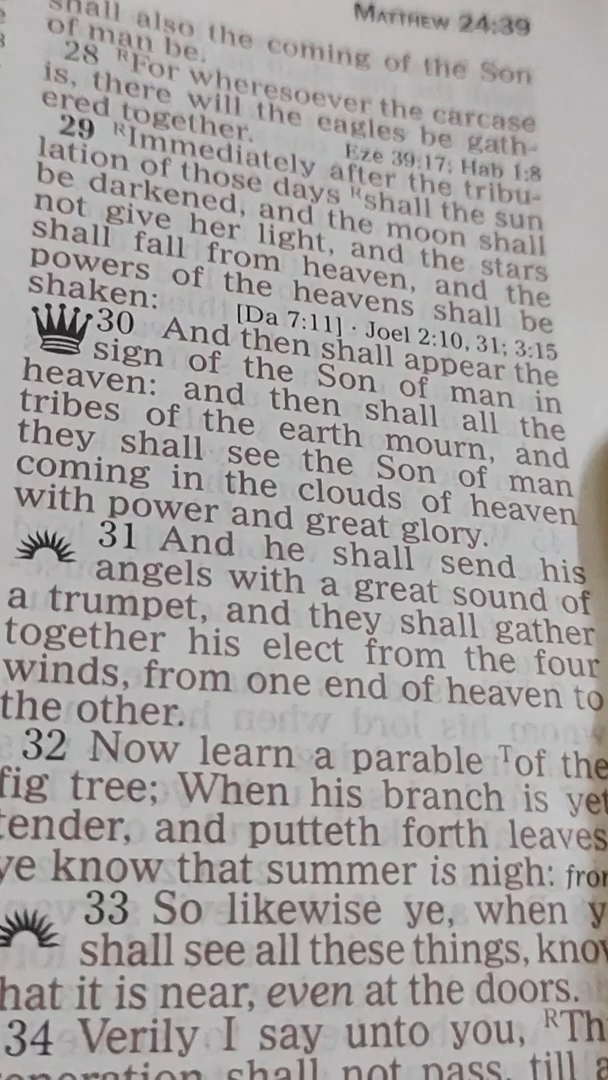 MATTHEW 24:39
shall also the coming of the Son
of man be.
28 ᴿFor wheresoever the carcase
is, there will the eagles be gath-
ered together.
Eze 39:17; Hab 1:8
29 ᴿImmediately after the tribu-
lation of those days ᴿshall the sun
be darkened, and the moon shall
not give her light, and the stars
shall fall from heaven, and the
powers of the heavens shall be
shaken:
[Da 7:11] · Joel 2:10, 31; 3:15
30 And then shall appear the
sign of the Son of man in
heaven: and then shall all the
tribes of the earth mourn, and
they shall see the Son of man
coming in the clouds of heaven
with power and great glory.
31 And he shall send his
angels with a great sound of
a trumpet, and they shall gather
together his elect from the four
winds, from one end of heaven to
the other.
32 Now learn a parable ᵀof the
fig tree; When his branch is yet
tender, and putteth forth leaves
ye know that summer is nigh: from
33 So likewise ye, when y
shall see all these things, know
that it is near, even at the doors.
34 Verily I say unto you, ᴿTh
shall not pass, till